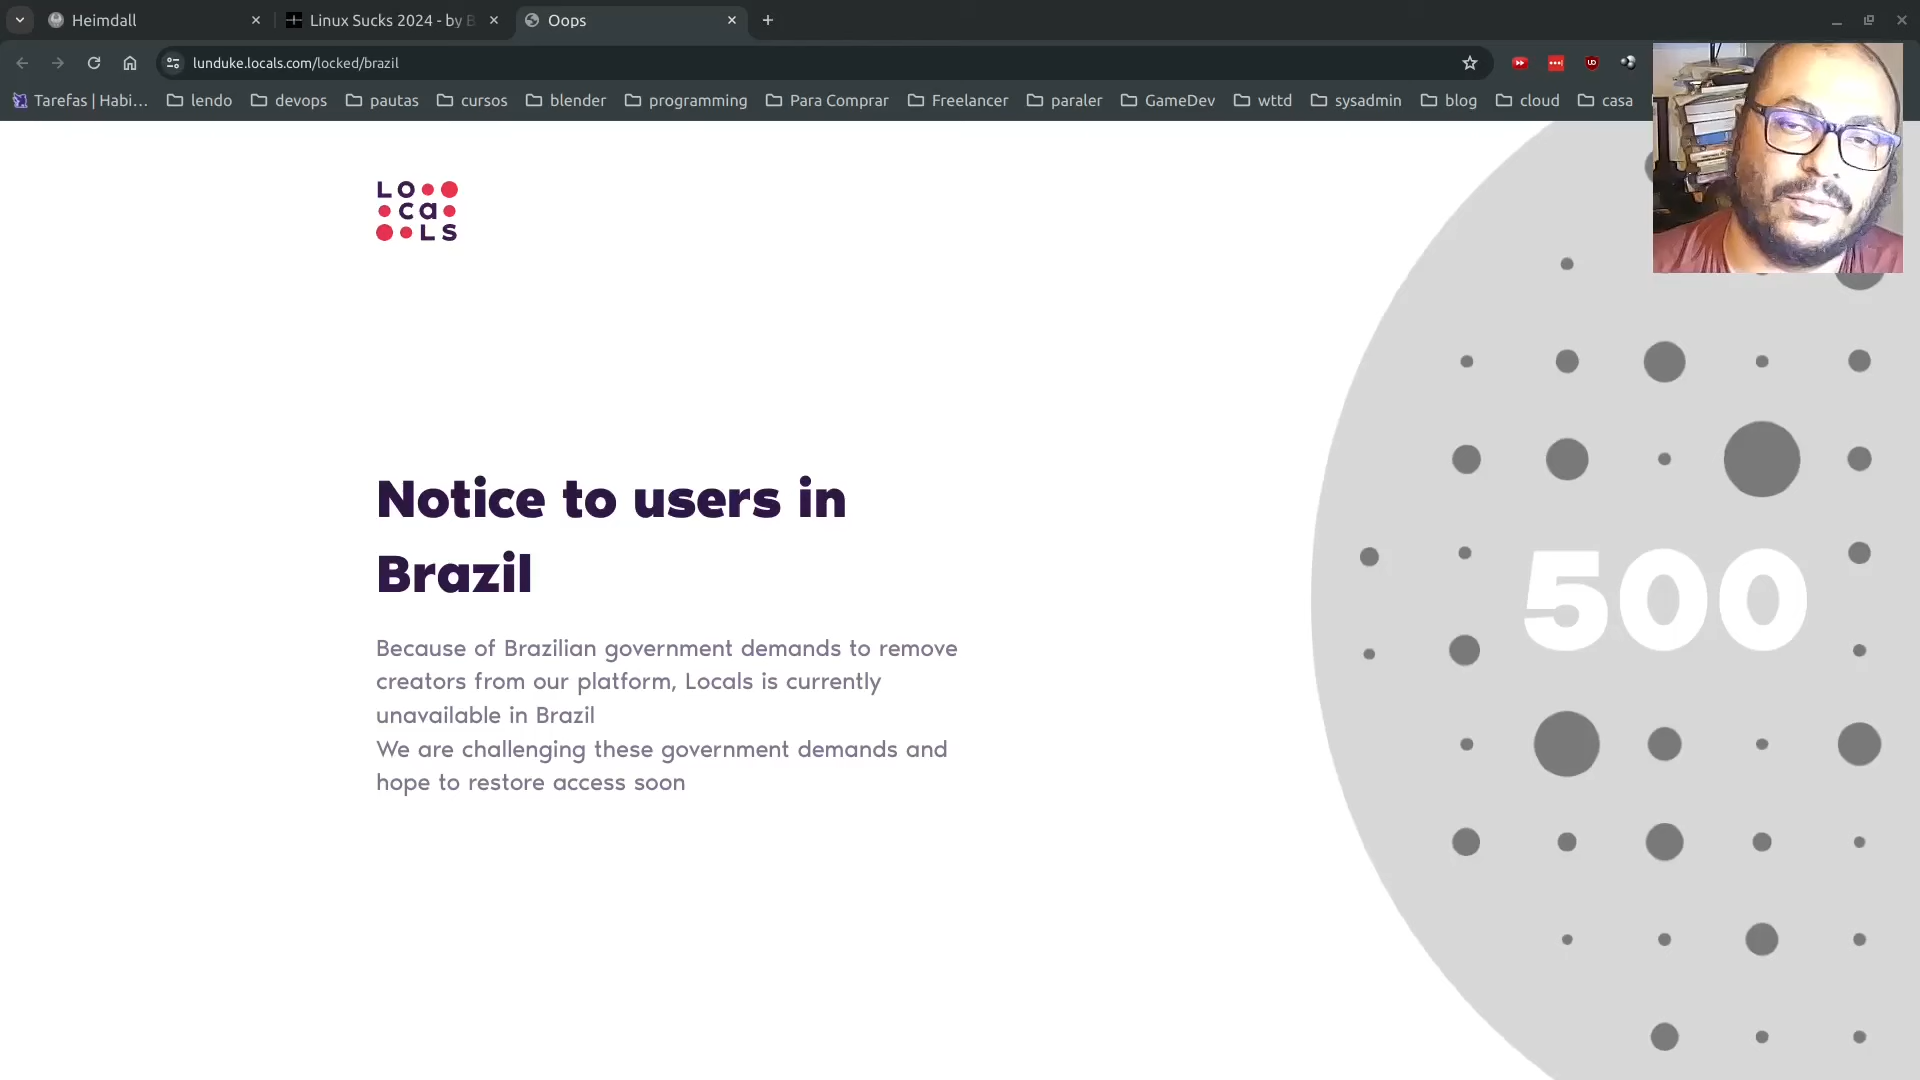 Heimdall
Linux Sucks 2024 - by B
Oops
lunduke.locals.com/locked/brazil
Tarefas | Habi...
lendo
devops
pautas
cursos
blender
programming
Para Comprar
Freelancer
paraler
GameDev
wttd
sysadmin
blog
cloud
casa
LO
ca
LS
Notice to users in
Brazil
Because of Brazilian government demands to remove
creators from our platform, Locals is currently
unavailable in Brazil
We are challenging these government demands and
hope to restore access soon
500